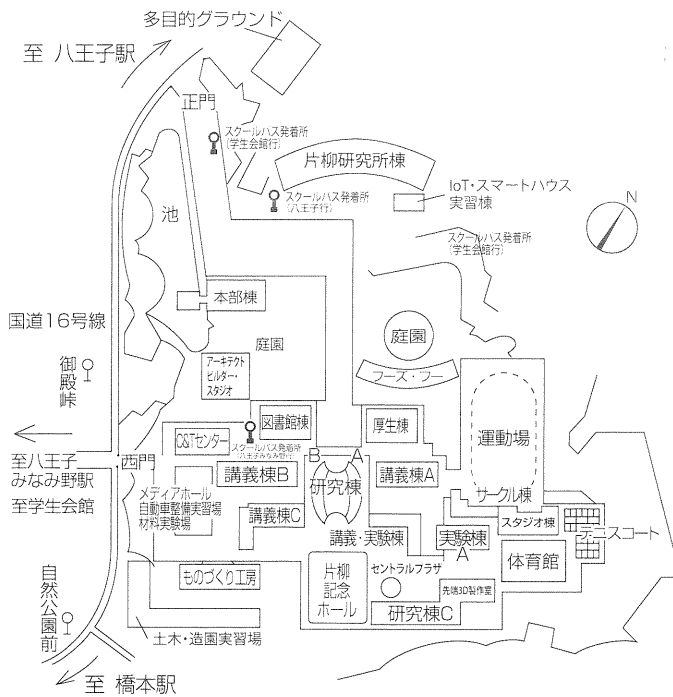 多目的グラウンド
至 八王子駅
正門
スクールバス発着所
(学生会館行)
片柳研究所棟
IoT・スマートハウス
実習棟
スクールバス発着所
(八王子行)
N
池
スクールバス発着所
(学生会館行)
本部棟
国道16号線
庭園
庭園
御殿峠
アーキテクト
ビルダー・
スタジオ
フーズ・フー
図書館棟
厚生棟
運動場
C&Tセンター
スクールバス発着所
(八王子みなみ野行)
B
A
至八王子
みなみ野駅
西門
講義棟B
研究棟
講義棟A
至学生会館
メディアホール
自動車整備実習場
材料実験場
サークル棟
講義棟C
スタジオ棟
テニスコート
講義・実験棟
実験棟
A
体育館
自然公園前
ものづくり工房
片柳
記念
ホール
セントラルプラザ
先端3D製作室
研究棟C
土木・造園実習場
至 橋本駅